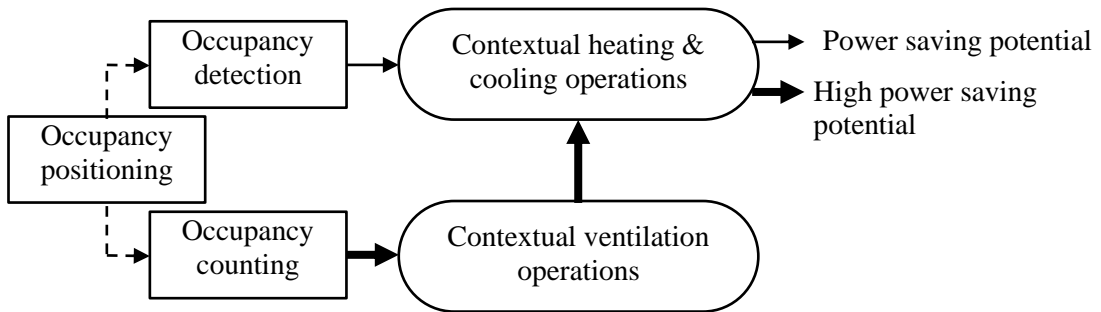 Occupancy
detection
Contextual heating &
cooling operations
Power saving potential
High power saving
potential
Occupancy
positioning
Occupancy
counting
Contextual ventilation
operations